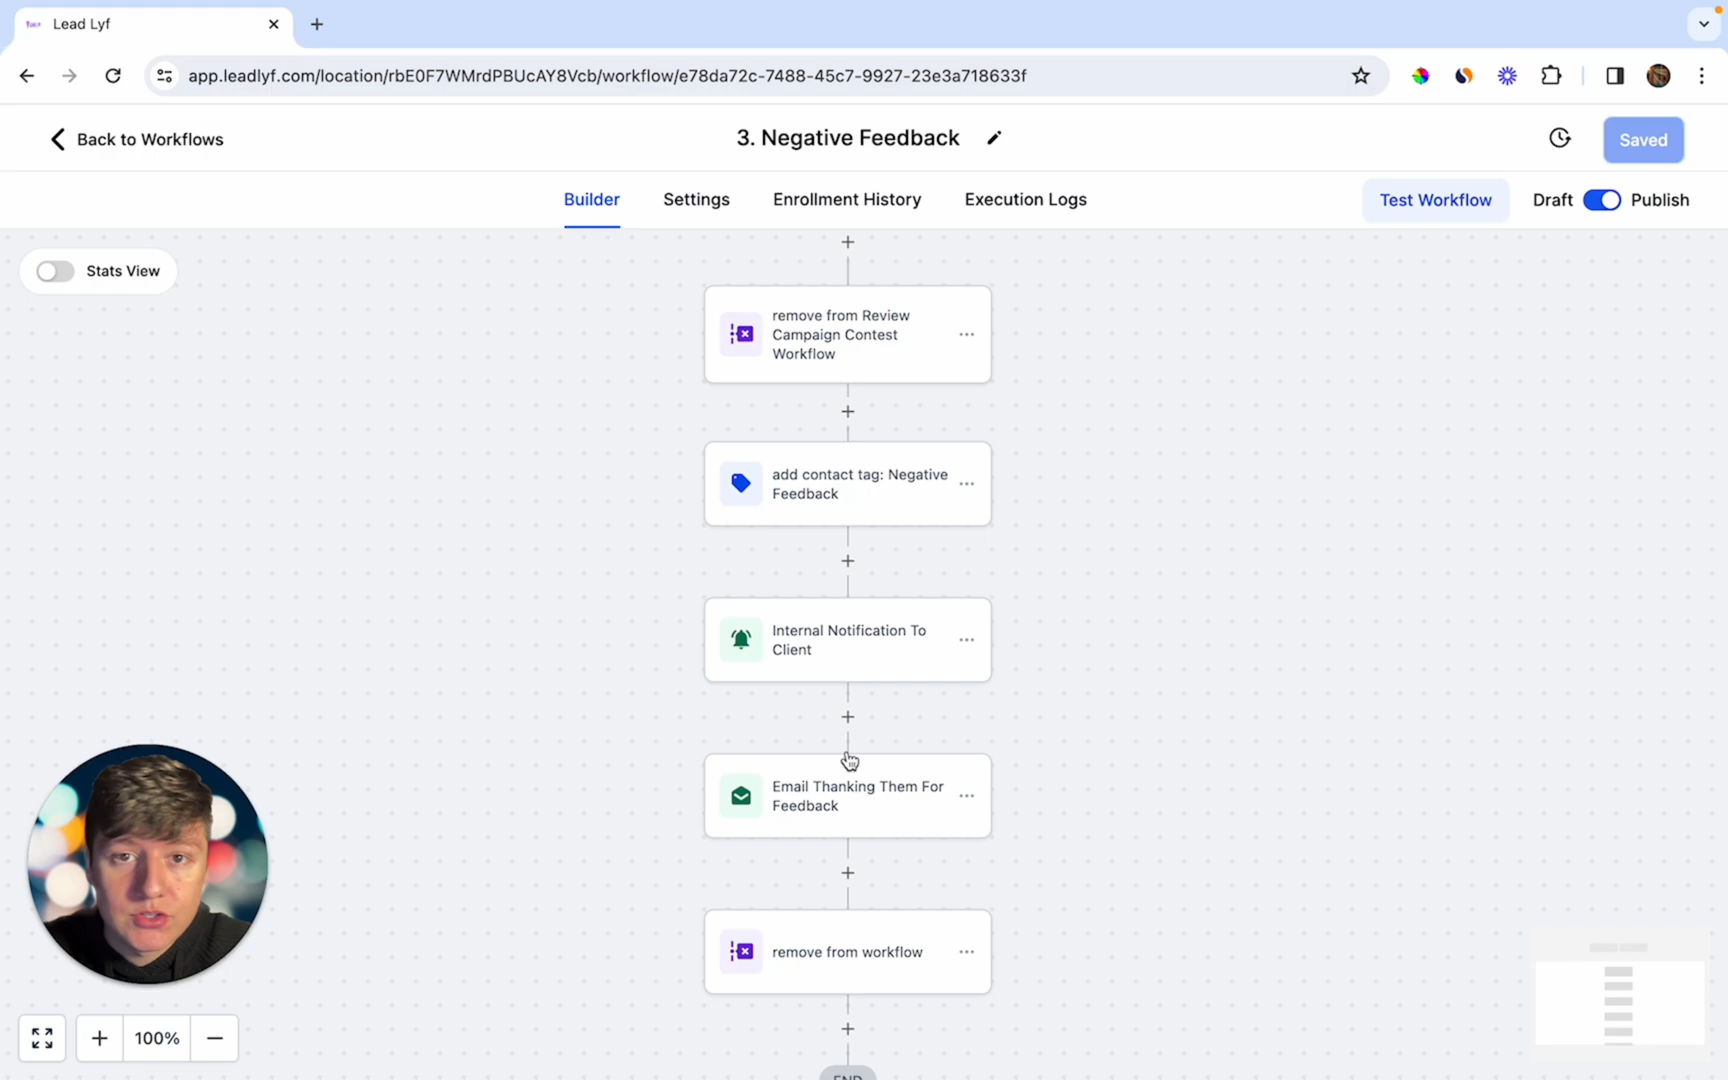 Lead Lyf
app.leadlyf.com/location/rbE0F7WMrdPBUcAY8Vcb/workflow/e78da72c-7488-45c7-9927-23e3a718633f
Back to Workflows
3. Negative Feedback
Saved
Builder
Settings
Enrollment History
Execution Logs
Test Workflow
Draft
Publish
Stats View
remove from Review
Campaign Contest
Workflow
add contact tag: Negative
Feedback
Internal Notification To
Client
Email Thanking Them For
Feedback
remove from workflow
100%
END